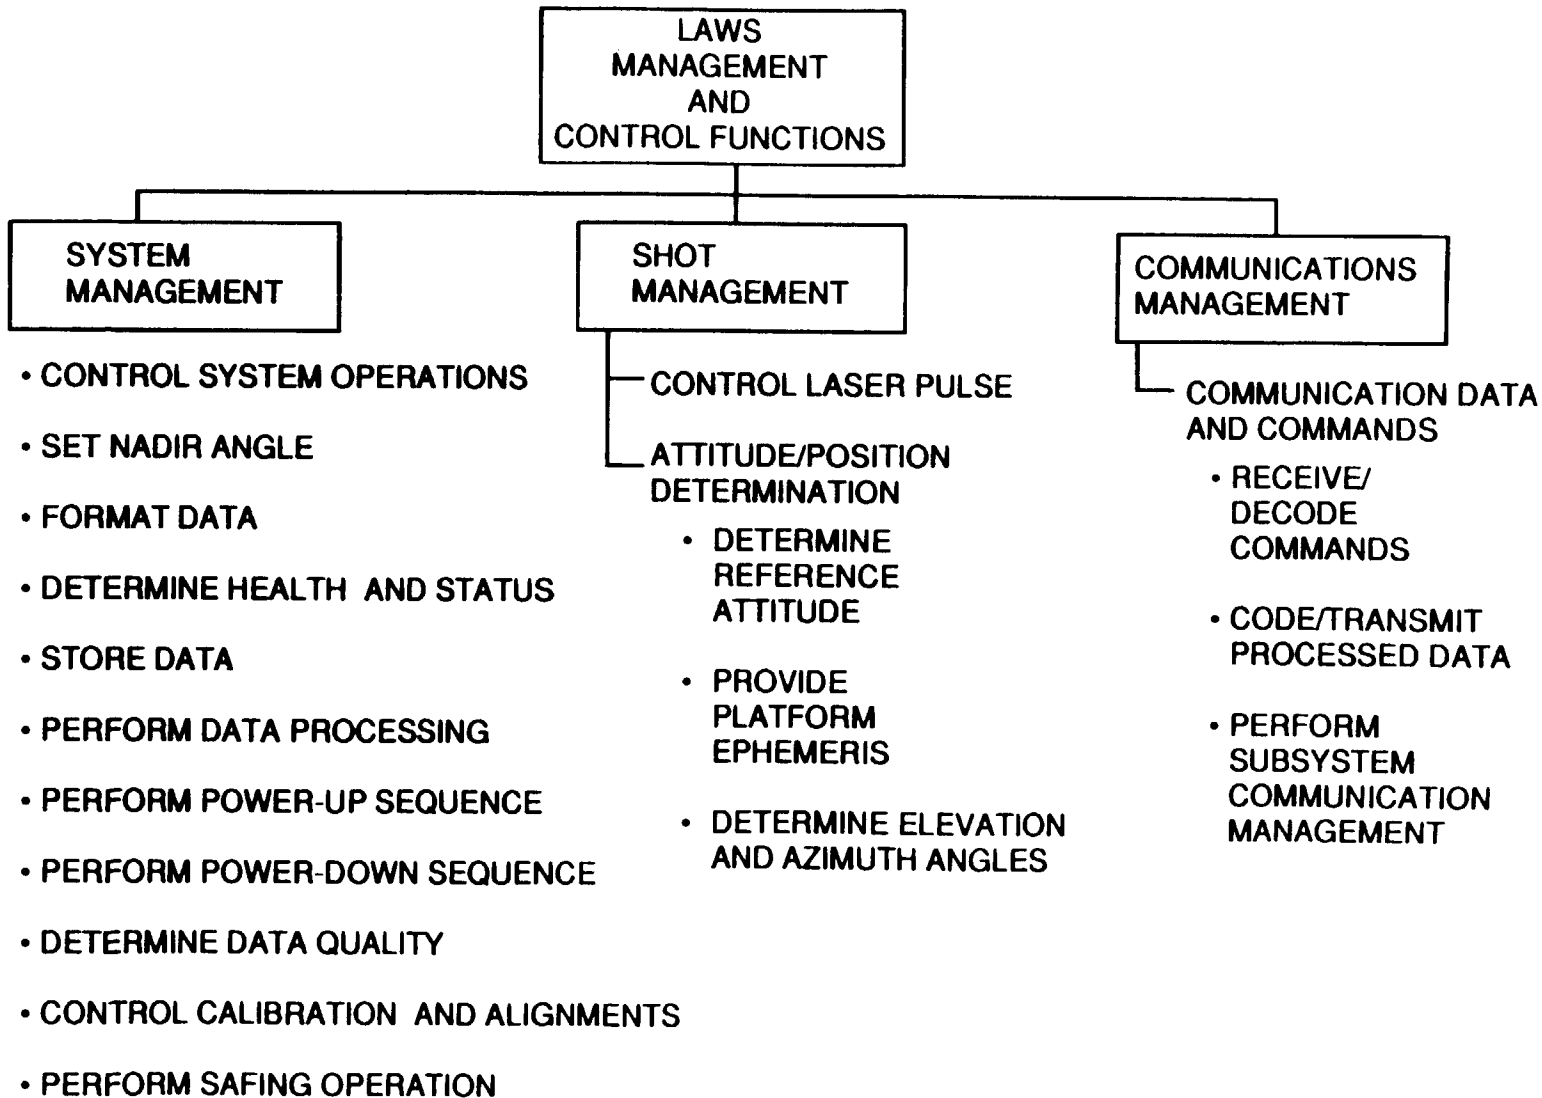 LAWS
MANAGEMENT
AND
CONTROL FUNCTIONS
SYSTEM
MANAGEMENT
• CONTROL SYSTEM OPERATIONS
• SET NADIR ANGLE
• FORMAT DATA
• DETERMINE HEALTH AND STATUS
• STORE DATA
• PERFORM DATA PROCESSING
• PERFORM POWER-UP SEQUENCE
• PERFORM POWER-DOWN SEQUENCE
• DETERMINE DATA QUALITY
• CONTROL CALIBRATION AND ALIGNMENTS
• PERFORM SAFING OPERATION
SHOT
MANAGEMENT
CONTROL LASER PULSE
ATTITUDE/POSITION
DETERMINATION
• DETERMINE
REFERENCE
ATTITUDE
• PROVIDE
PLATFORM
EPHEMERIS
• DETERMINE ELEVATION
AND AZIMUTH ANGLES
COMMUNICATIONS
MANAGEMENT
COMMUNICATION DATA
AND COMMANDS
• RECEIVE/
DECODE
COMMANDS
• CODE/TRANSMIT
PROCESSED DATA
• PERFORM
SUBSYSTEM
COMMUNICATION
MANAGEMENT